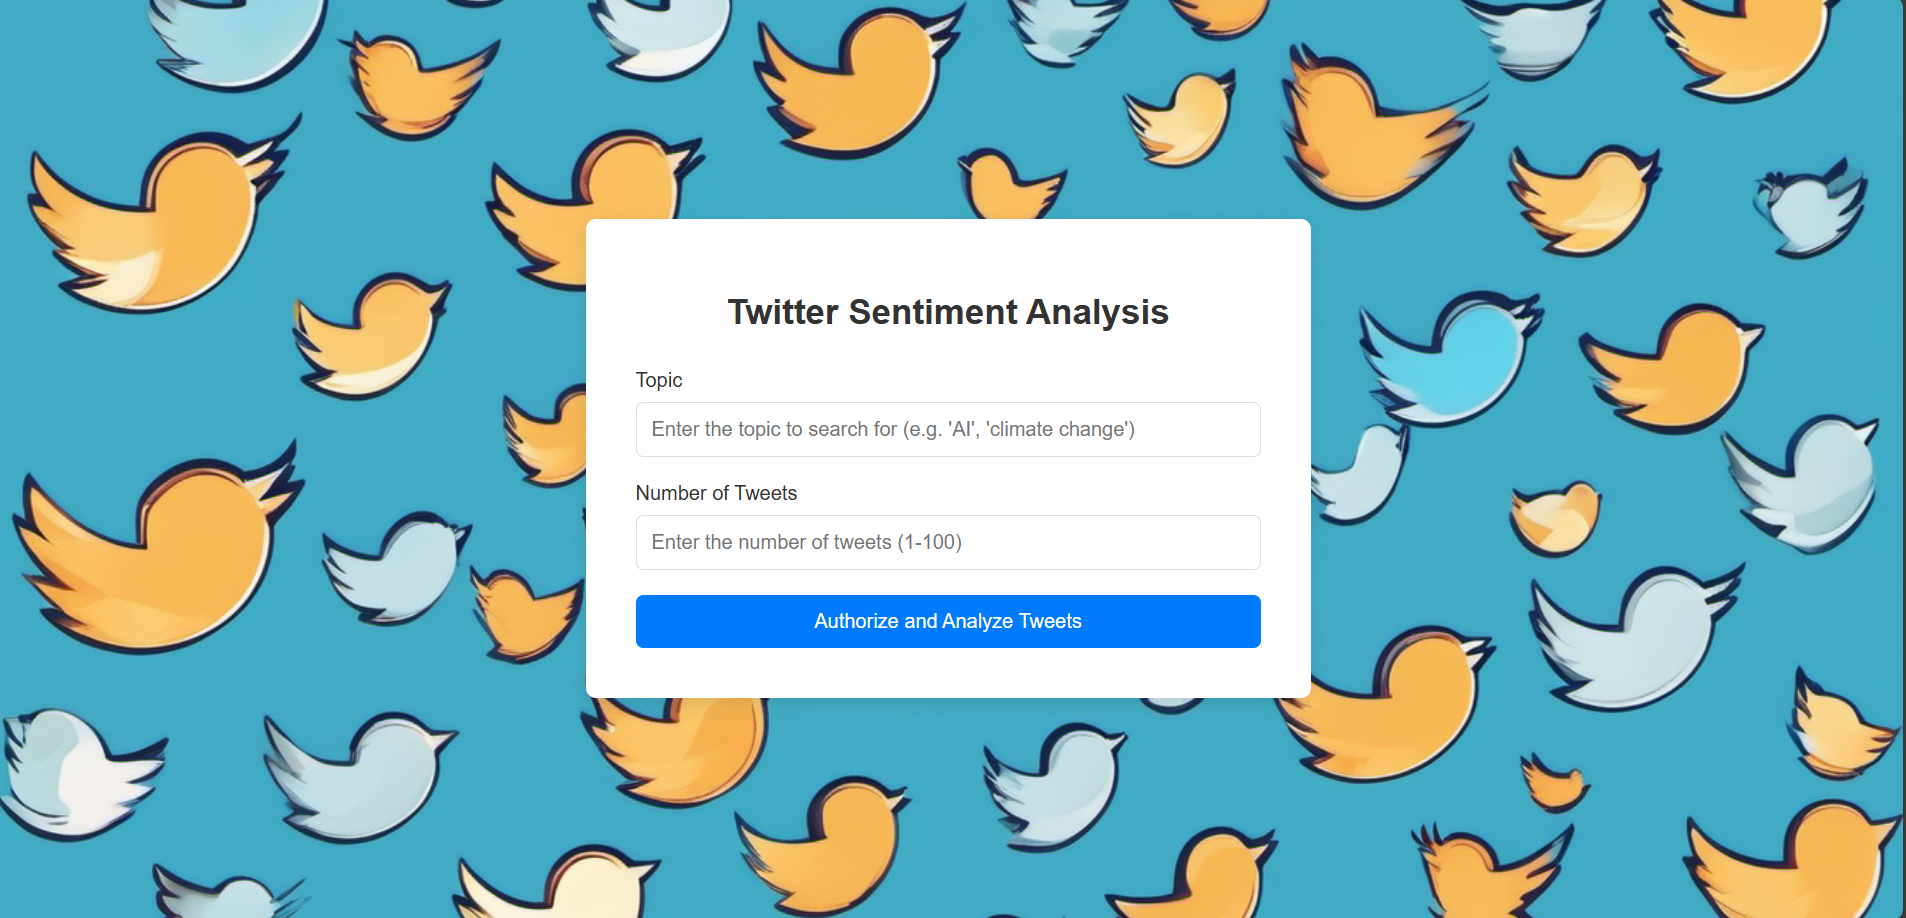 Twitter Sentiment Analysis
Topic
Enter the topic to search for (e.g. 'AI', 'climate change')
Number of Tweets
Enter the number of tweets (1-100)
Authorize and Analyze Tweets